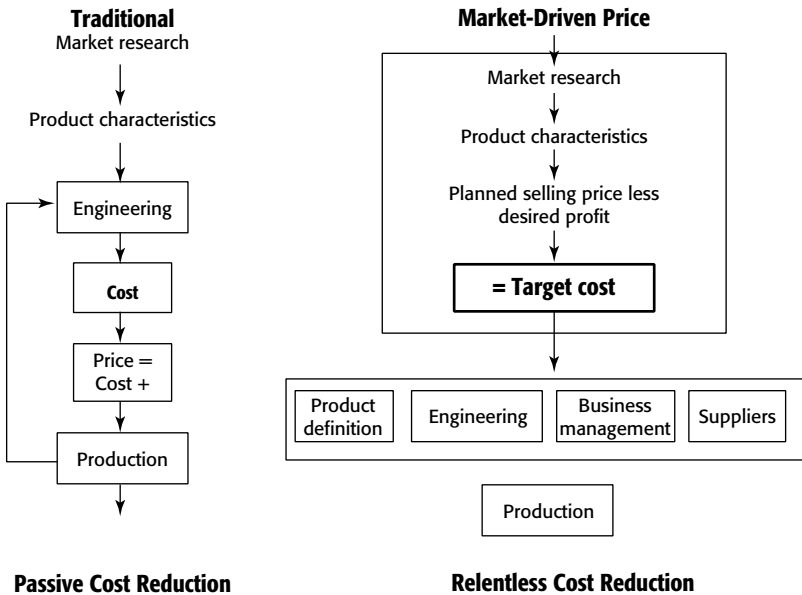 Traditional
Market research
Product characteristics
Engineering
Cost
Price =
Cost +
Production
Passive Cost Reduction
Market-Driven Price
Market research
Product characteristics
Planned selling price less
desired profit
= Target cost
Product
definition
Engineering
Business
management
Suppliers
Production
Relentless Cost Reduction